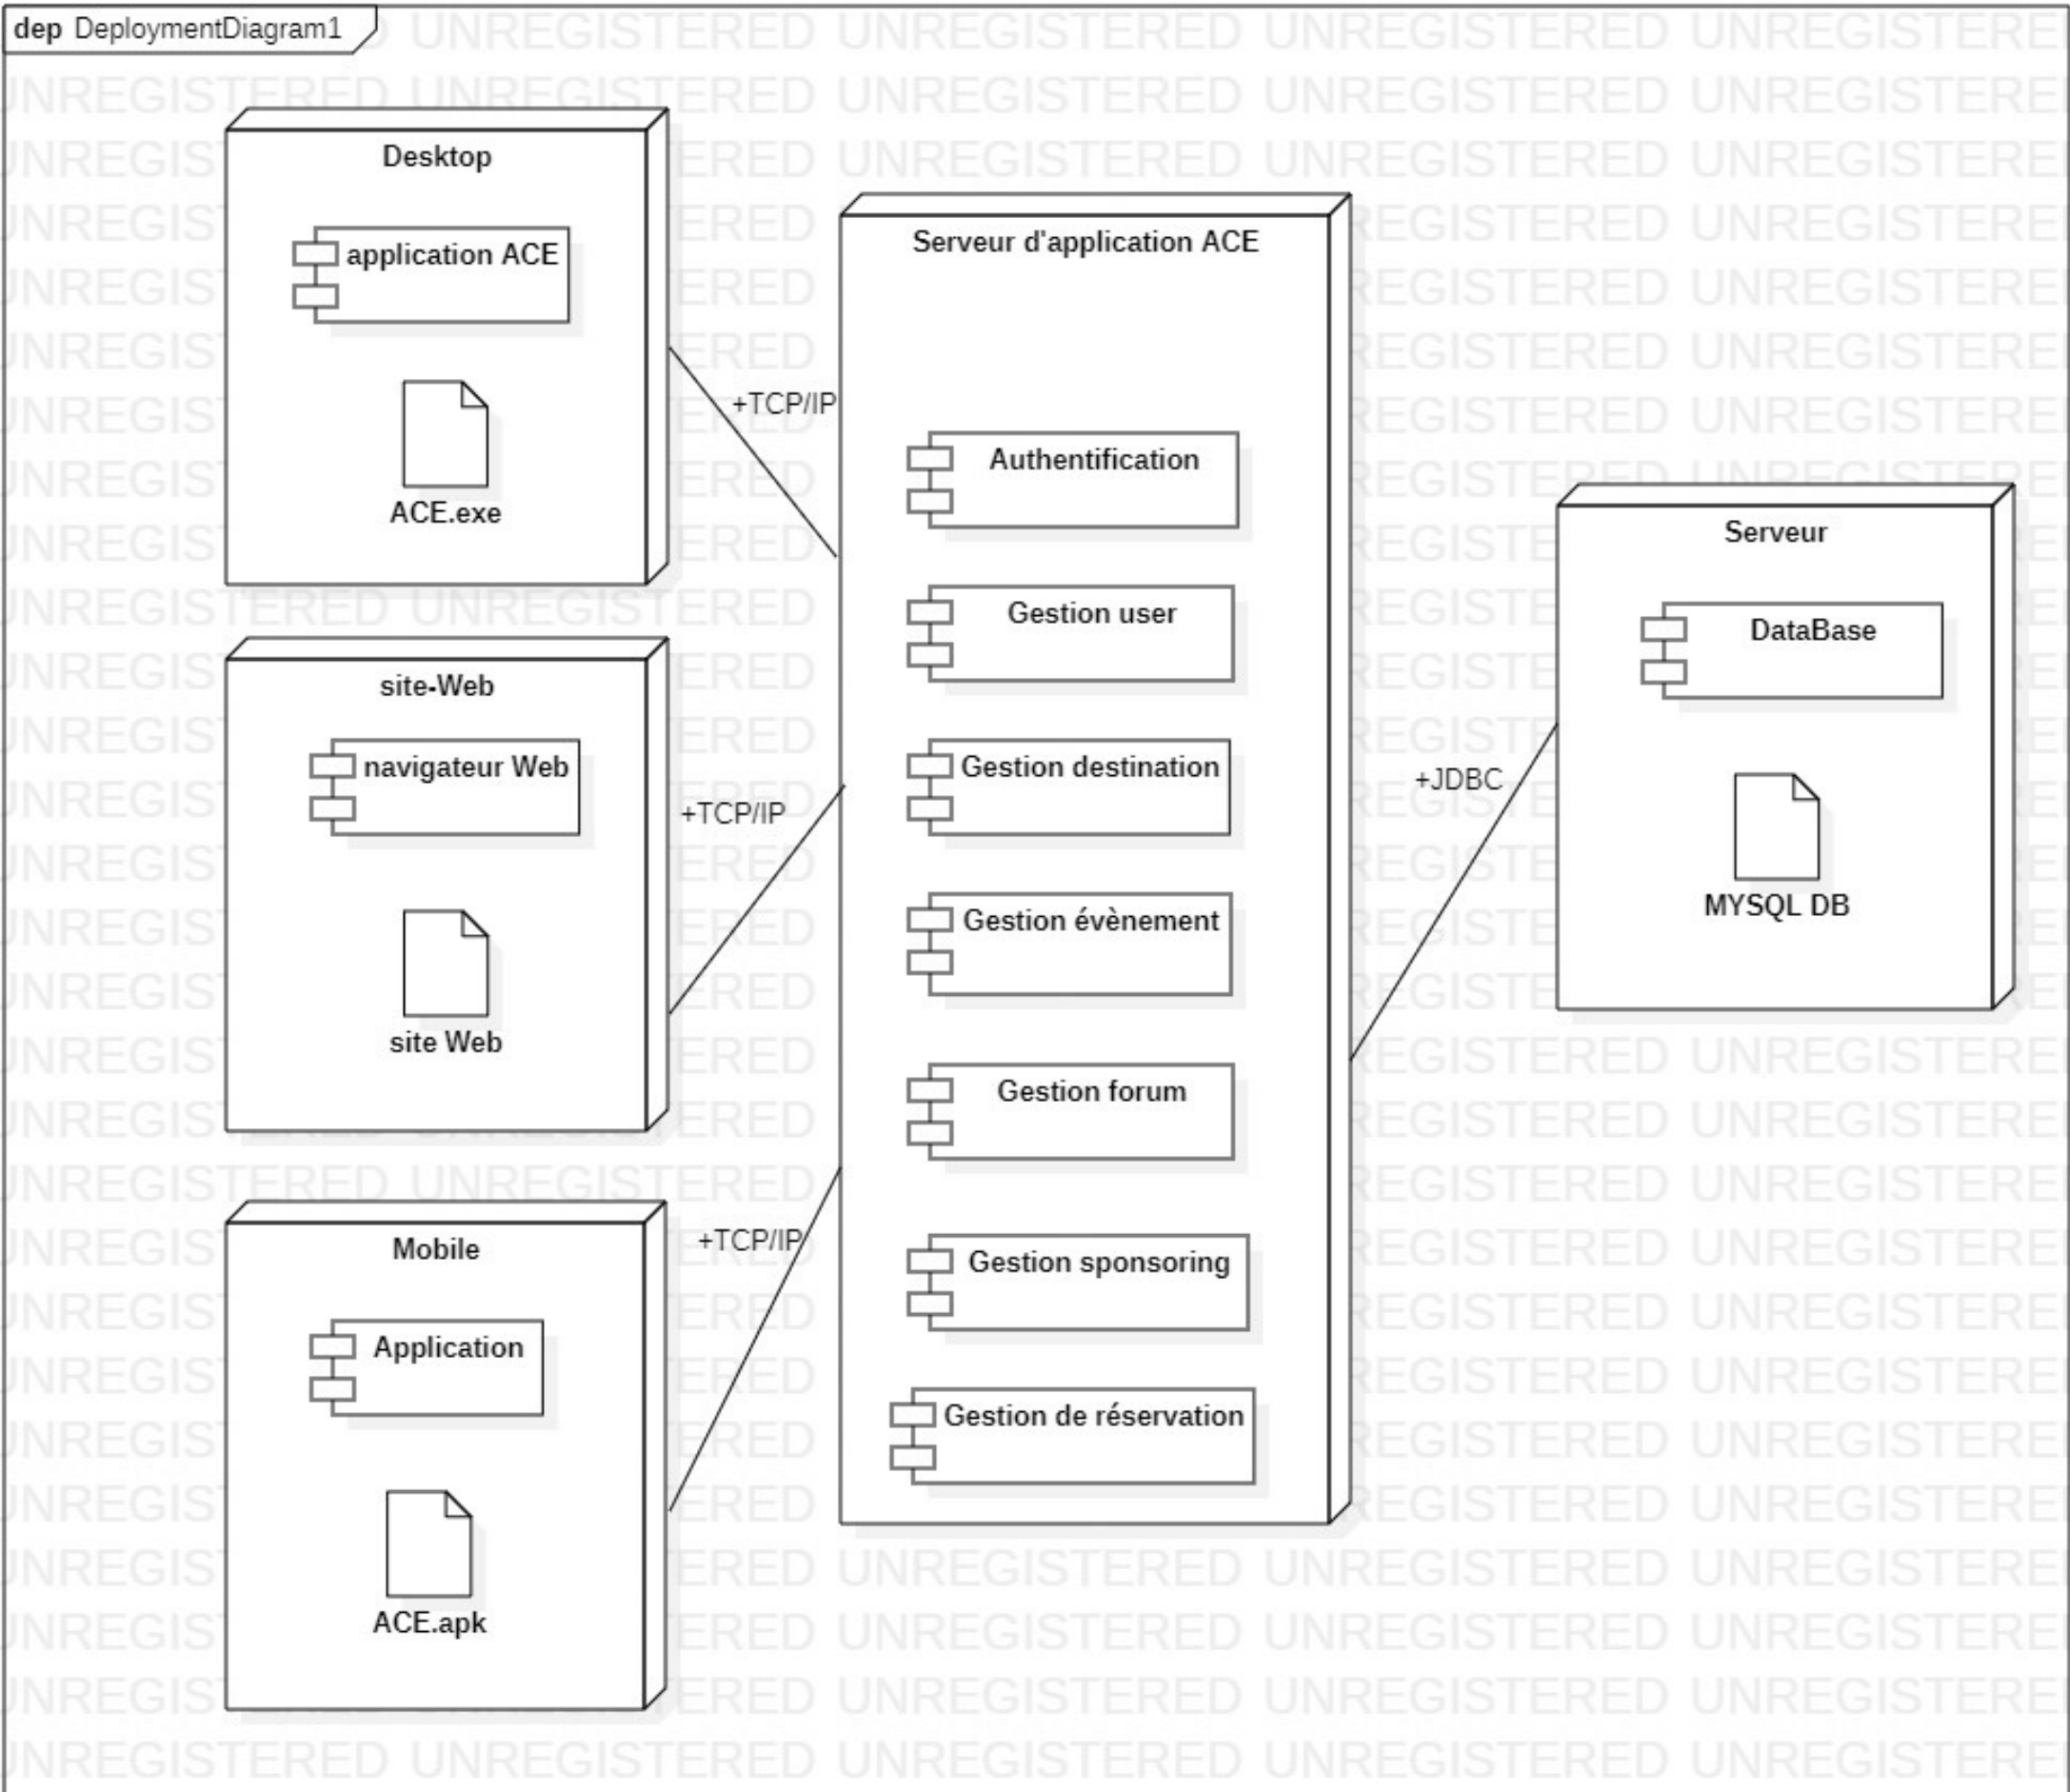 dep DeploymentDiagram1
Desktop
application ACE
ACE.exe
+TCP/IP
site-Web
navigateur Web
site Web
+TCP/IP
Mobile
Application
ACE.apk
+TCP/IP
Serveur d'application ACE
Authentification
Gestion user
Gestion destination
Gestion évènement
Gestion forum
Gestion sponsoring
Gestion de réservation
+JDBC
Serveur
DataBase
MYSQL DB
UNREGISTERED